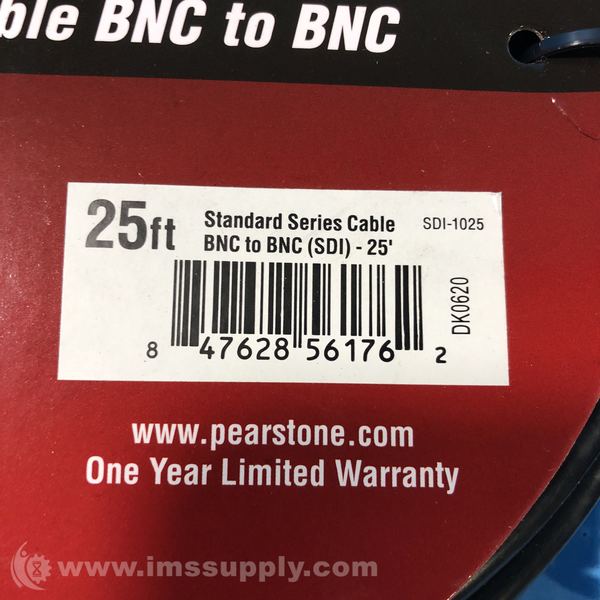 BNC to BNC
25ft
Standard Series Cable
BNC to BNC (SDI) - 25'
SDI-1025
DK0620
8 47628 56176 2
www.pearstone.com
One Year Limited Warranty
www.imssupply.com